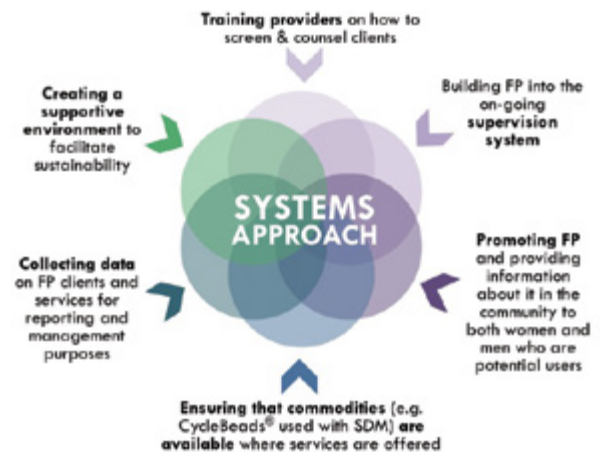 Training providers on how to
screen & counsel clients
Building FP into the
on-going
supervision
system
Promoting FP
and providing
information
about it in the
community to
both women and
men who are
potential users
Ensuring that commodities (e.g.
CycleBeads® used with SDM) are
available where services are offered
Collecting data
on FP clients and
services for
reporting and
management
purposes
Creating a
supportive
environment to
facilitate
sustainability
SYSTEMS
APPROACH